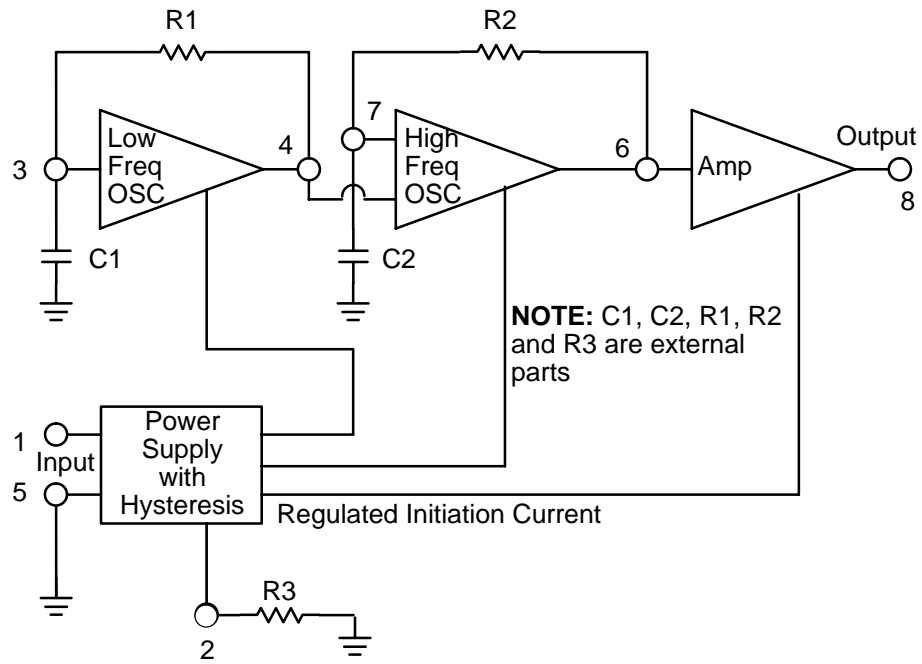 R1
R2
3
Low
Freq
OSC
4
7
High
Freq
OSC
6
Amp
Output
8
C1
C2
NOTE: C1, C2, R1, R2
and R3 are external
parts
1
Input
5
Power
Supply
with
Hysteresis
Regulated Initiation Current
R3
2